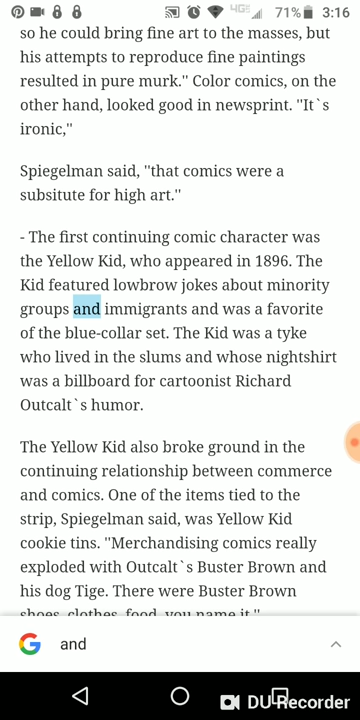 4G 71% 3:16
so he could bring fine art to the masses, but
his attempts to reproduce fine paintings
resulted in pure murk.'' Color comics, on the
other hand, looked good in newsprint. ''It`s
ironic,''
Spiegelman said, ''that comics were a
subsitute for high art.''
- The first continuing comic character was
the Yellow Kid, who appeared in 1896. The
Kid featured lowbrow jokes about minority
groups and immigrants and was a favorite
of the blue-collar set. The Kid was a tyke
who lived in the slums and whose nightshirt
was a billboard for cartoonist Richard
Outcalt`s humor.
The Yellow Kid also broke ground in the
continuing relationship between commerce
and comics. One of the items tied to the
strip, Spiegelman said, was Yellow Kid
cookie tins. ''Merchandising comics really
exploded with Outcalt`s Buster Brown and
his dog Tige. There were Buster Brown
shoes, clothes, food, you name it.''
and
DU Recorder